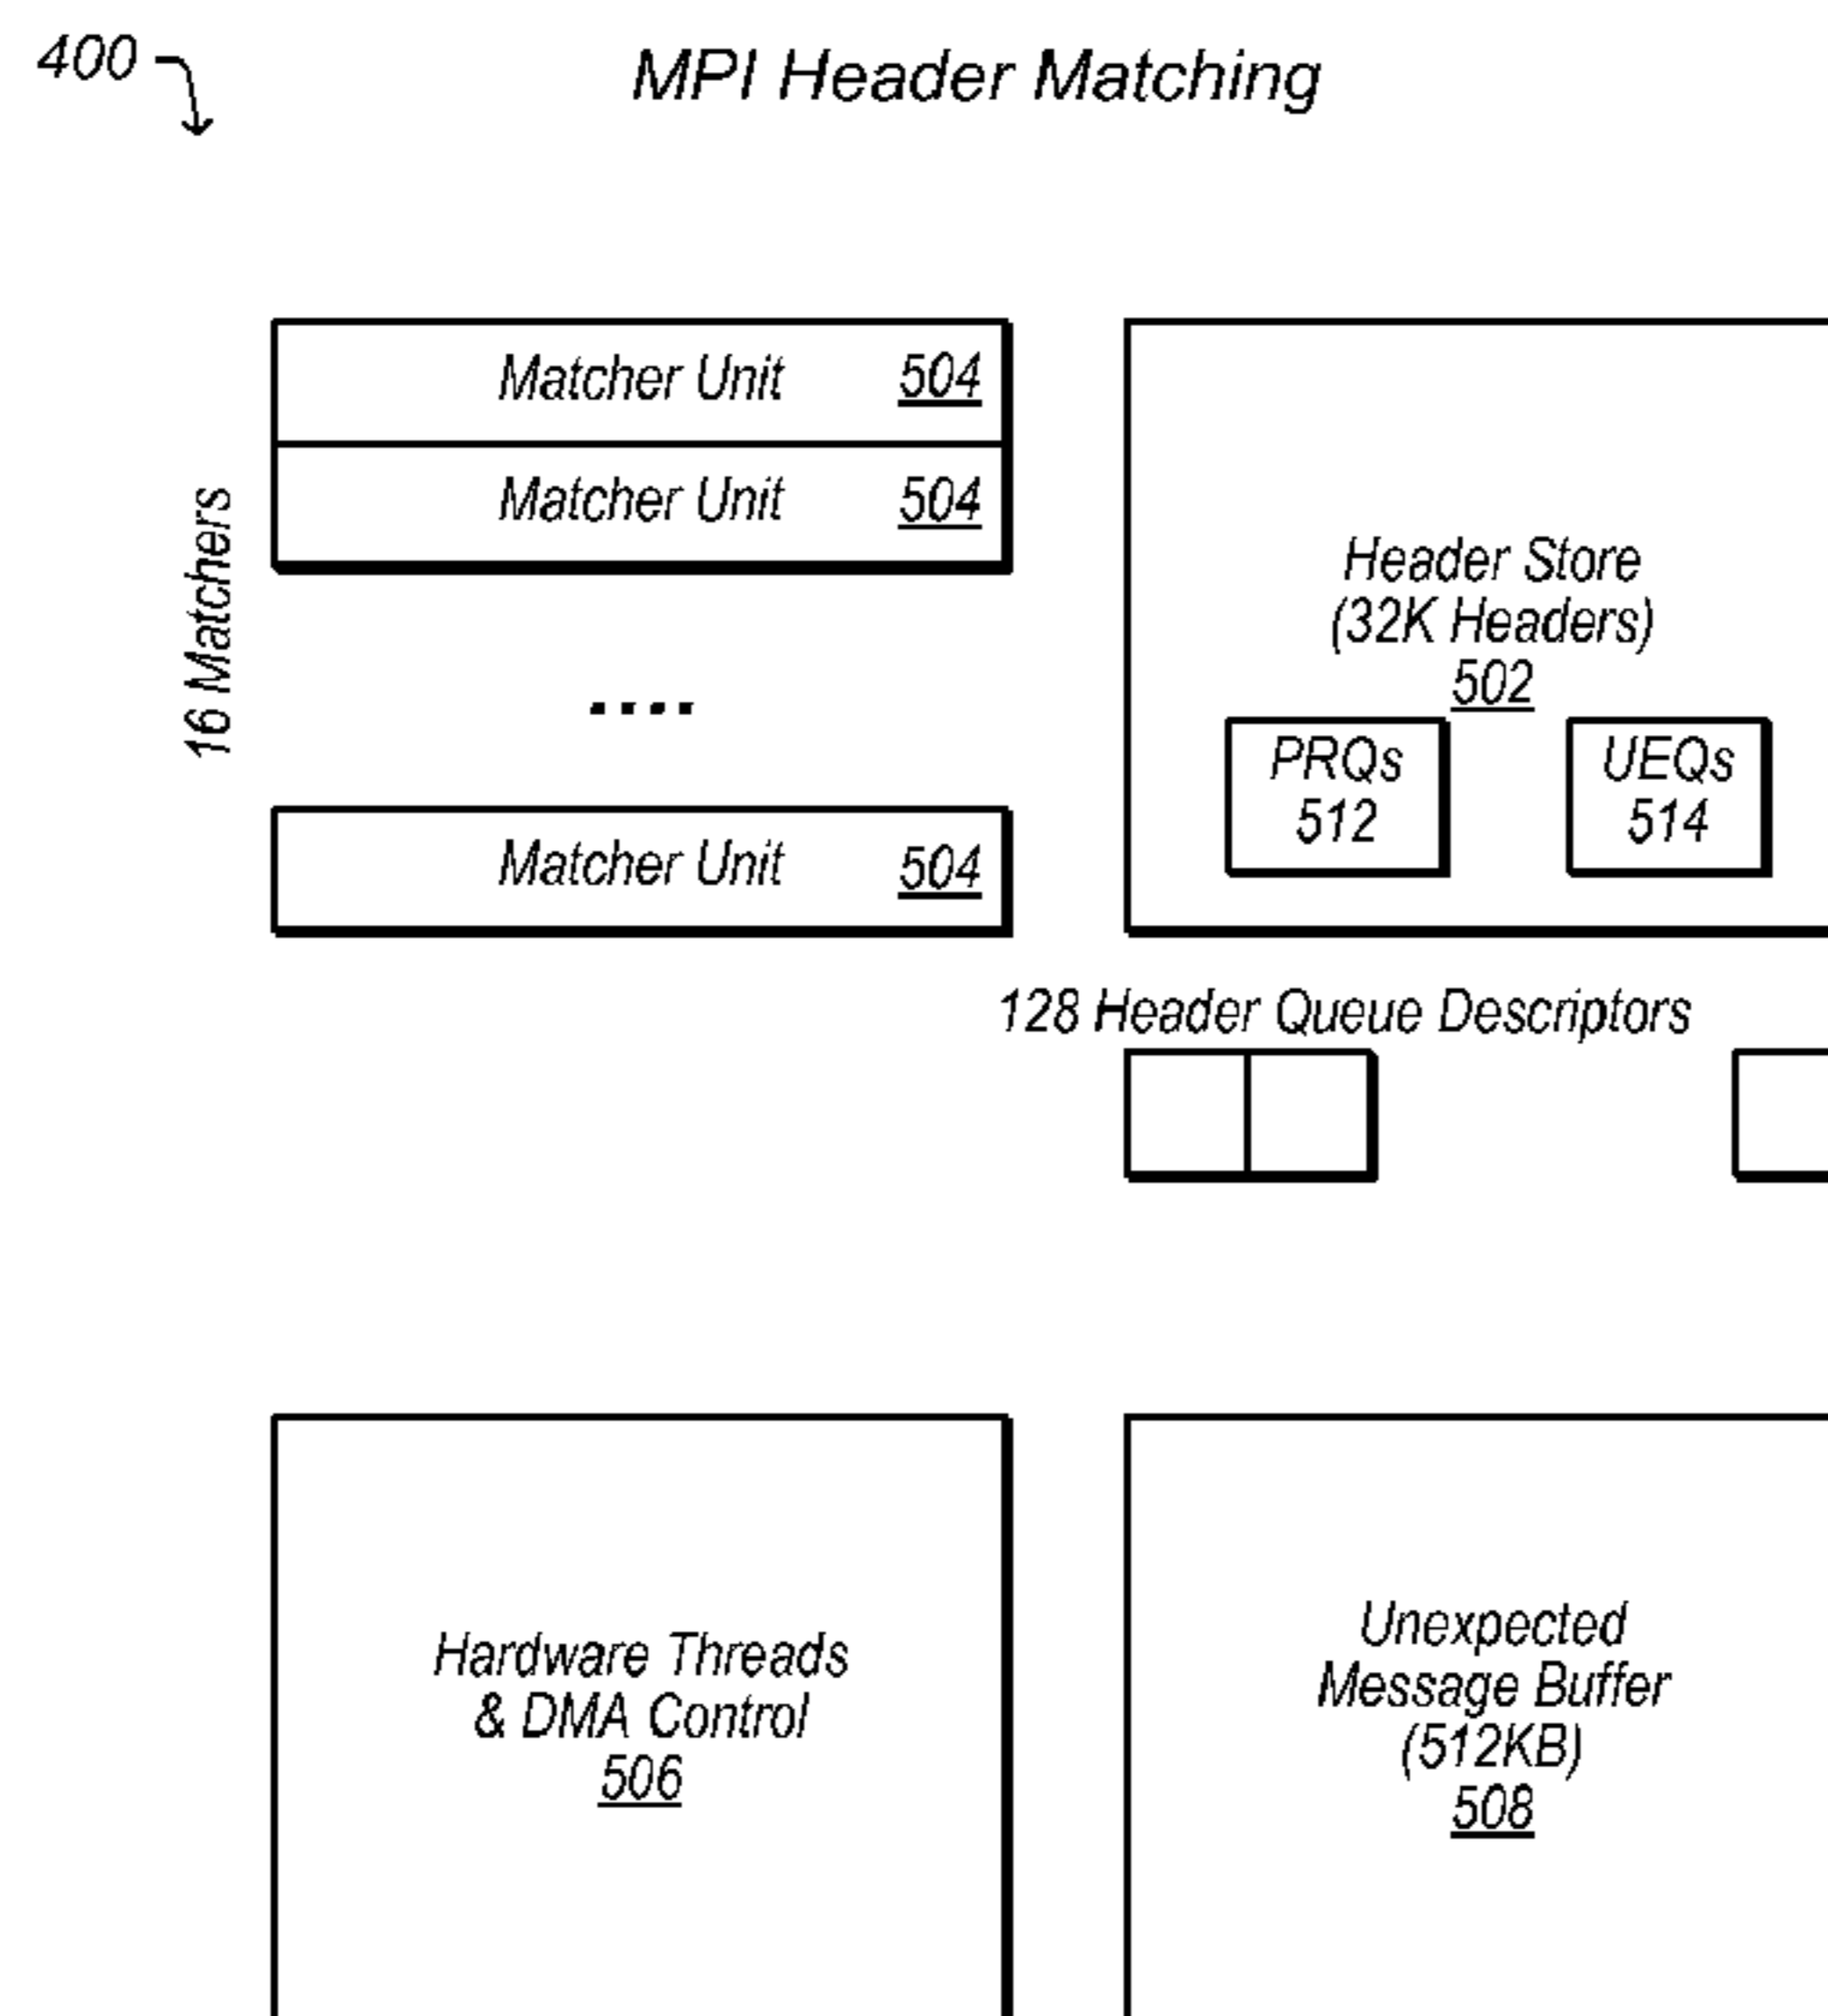 400
MPI Header Matching
16 Matchers
Matcher Unit 504
Matcher Unit 504
....
Matcher Unit 504
Header Store
(32K Headers)
502
PRQs
512
UEQs
514
128 Header Queue Descriptors
Hardware Threads
& DMA Control
506
Unexpected
Message Buffer
(512KB)
508